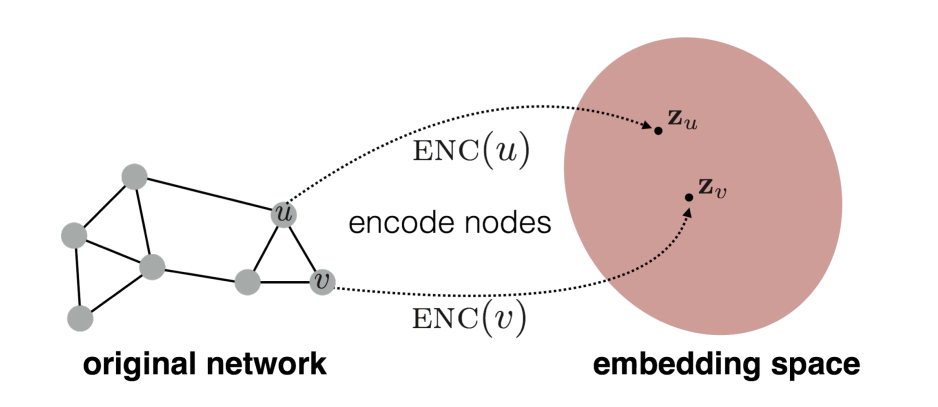 z_u
ENC(u)
z_v
u
encode nodes
v
ENC(v)
original network
embedding space